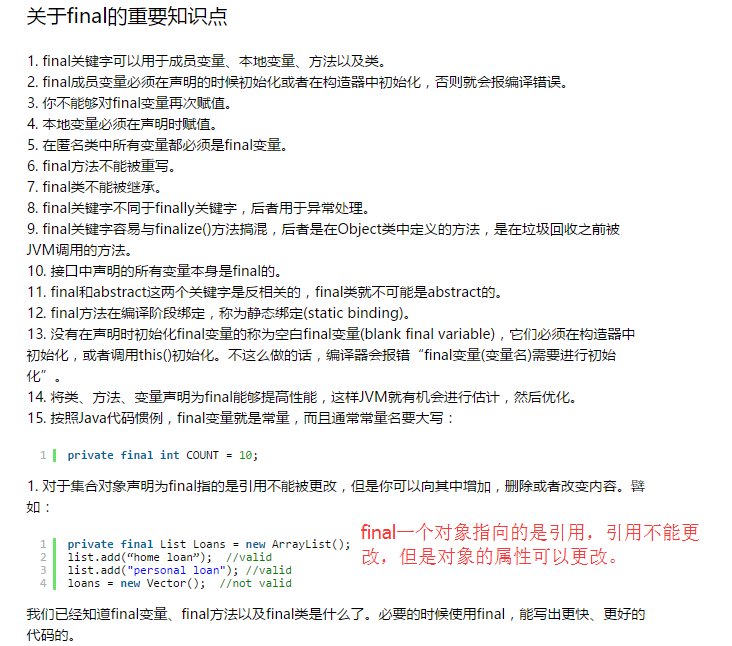 关于final的重要知识点
1. final关键字可以用于成员变量、本地变量、方法以及类。
2. final成员变量必须在声明的时候初始化或者在构造器中初始化，否则就会报编译错误。
3. 你不能够对final变量再次赋值。
4. 本地变量必须在声明时赋值。
5. 在匿名类中所有变量都必须是final变量。
6. final方法不能被重写。
7. final类不能被继承。
8. final关键字不同于finally关键字，后者用于异常处理。
9. final关键字容易与finalize()方法搞混，后者是在Object类中定义的方法，是在垃圾回收之前被
JVM调用的方法。
10. 接口中声明的所有变量本身是final的。
11. final和abstract这两个关键字是反相关的，final类就不可能是abstract的。
12. final方法在编译阶段绑定，称为静态绑定(static binding)。
13. 没有在声明时初始化final变量的称为空白final变量(blank final variable)，它们必须在构造器中
初始化，或者调用this()初始化。不这么做的话，编译器会报错“final变量(变量名)需要进行初始
化”。
14. 将类、方法、变量声明为final能够提高性能，这样JVM就有机会进行估计，然后优化。
15. 按照Java代码惯例，final变量就是常量，而且通常常量名要大写：
1 private final int COUNT = 10;
1. 对于集合对象声明为final指的是引用不能被更改，但是你可以向其中增加，删除或者改变内容。譬
如：
1 private final List Loans = new ArrayList();
2 list.add(“home loan”);  //valid
3 list.add("personal loan"); //valid
4 loans = new Vector();  //not valid
final一个对象指向的是引用，引用不能更
改，但是对象的属性可以更改。
我们已经知道final变量、final方法以及final类是什么了。必要的时候使用final，能写出更快、更好的
代码的。